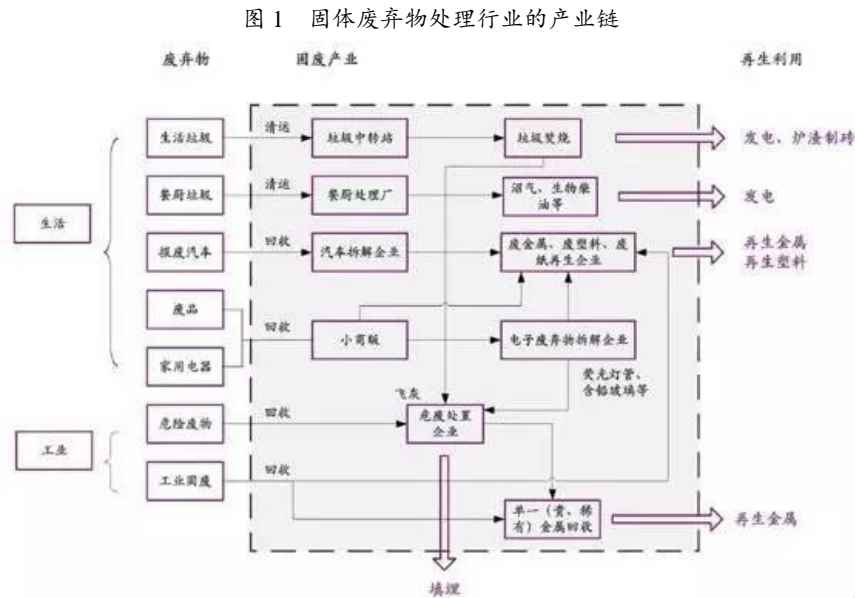 图 1 固体废弃物处理行业的产业链
废弃物 固废产业 再生利用
生活垃圾 清运 垃圾中转站 垃圾焚烧 发电、炉渣制砖
餐厨垃圾 清运 餐厨处理厂 沼气、生物柴
油等 发电
生活
报废汽车 回收 汽车拆解企业 废金属、废塑料、废
纸再生企业 再生金属
再生塑料
废品
回收 小商贩 电子废弃物拆解企业
家用电器
荧光灯管、
含铅玻璃等
飞灰
危险废物 回收 危废处置
企业
工业
工业固废 回收
单一（贵、稀
有）金属回收 再生金属
填埋